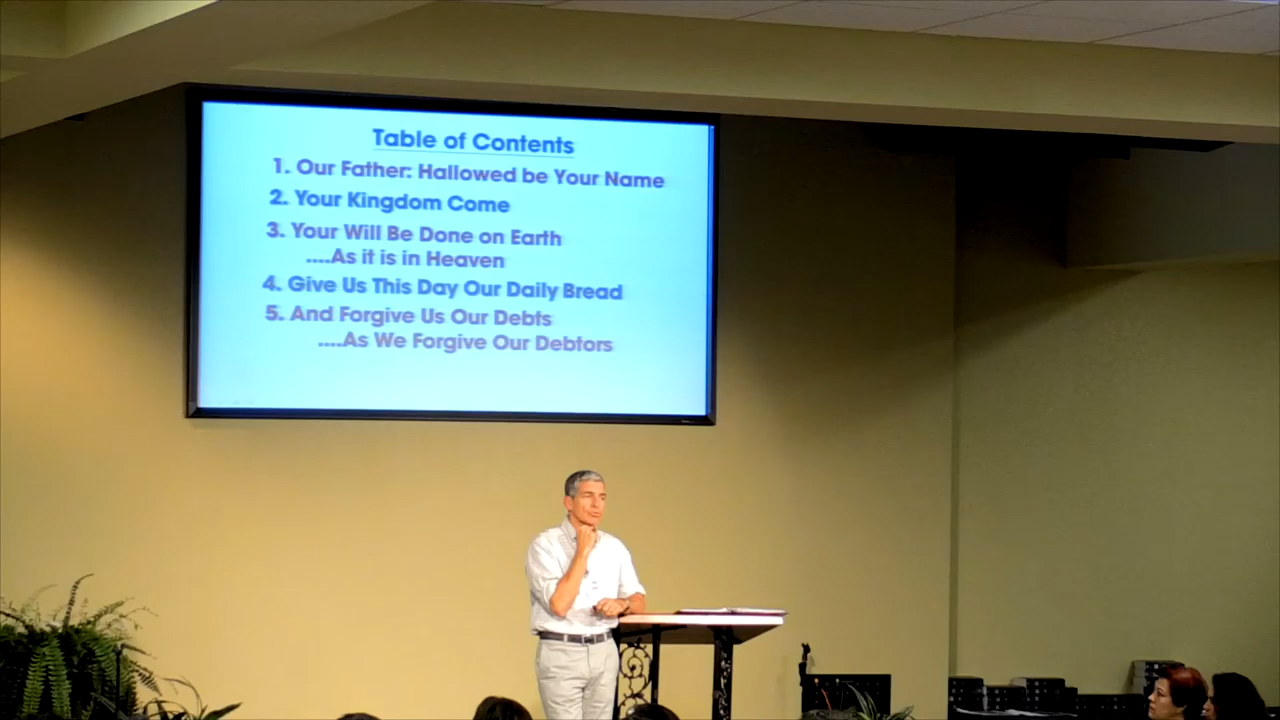 Table of Contents
1. Our Father: Hallowed be Your Name
2. Your Kingdom Come
3. Your Will Be Done on Earth
....As it is in Heaven
4. Give Us This Day Our Daily Bread
5. And Forgive Us Our Debts
....As We Forgive Our Debtors